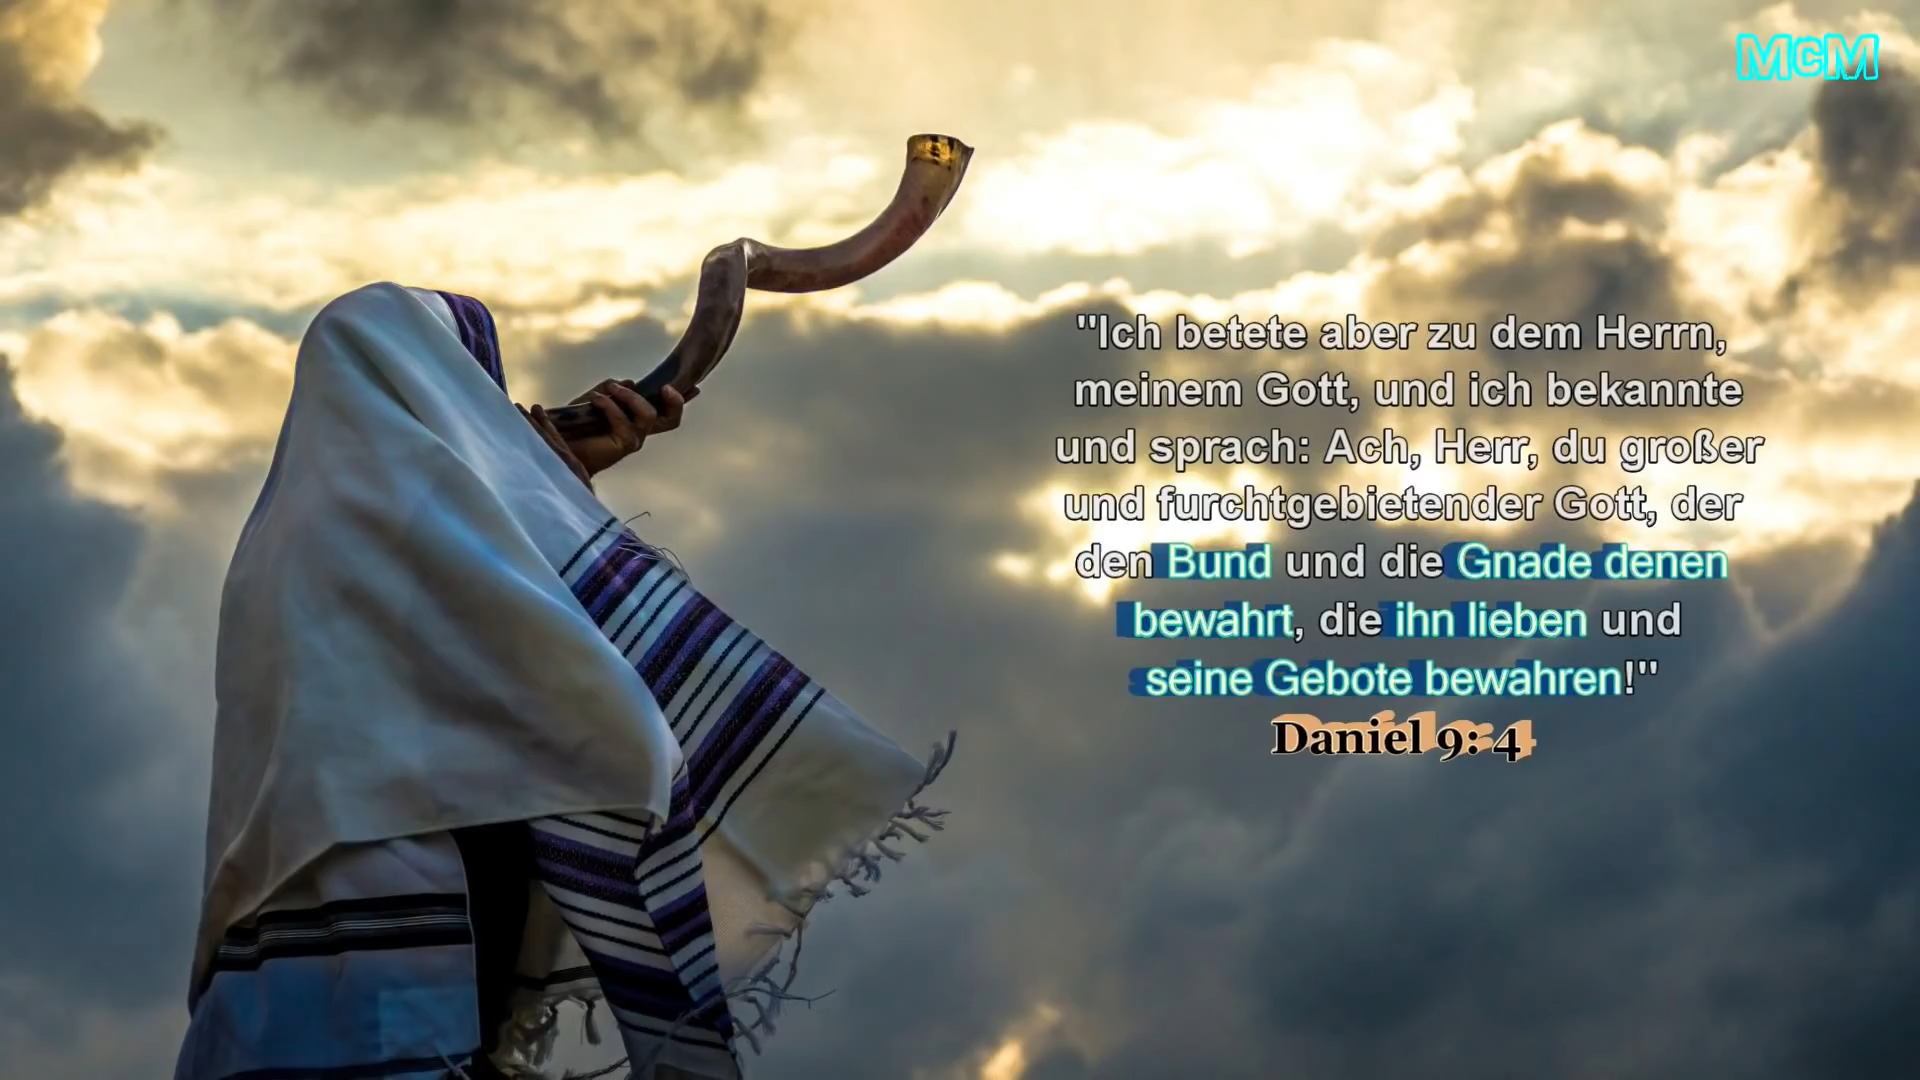 McM
"Ich betete aber zu dem Herrn,
meinem Gott, und ich bekannte
und sprach: Ach, Herr, du großer
und furchtgebietender Gott, der
den Bund und die Gnade denen
bewahrt, die ihn lieben und
seine Gebote bewahren!"
Daniel 9: 4